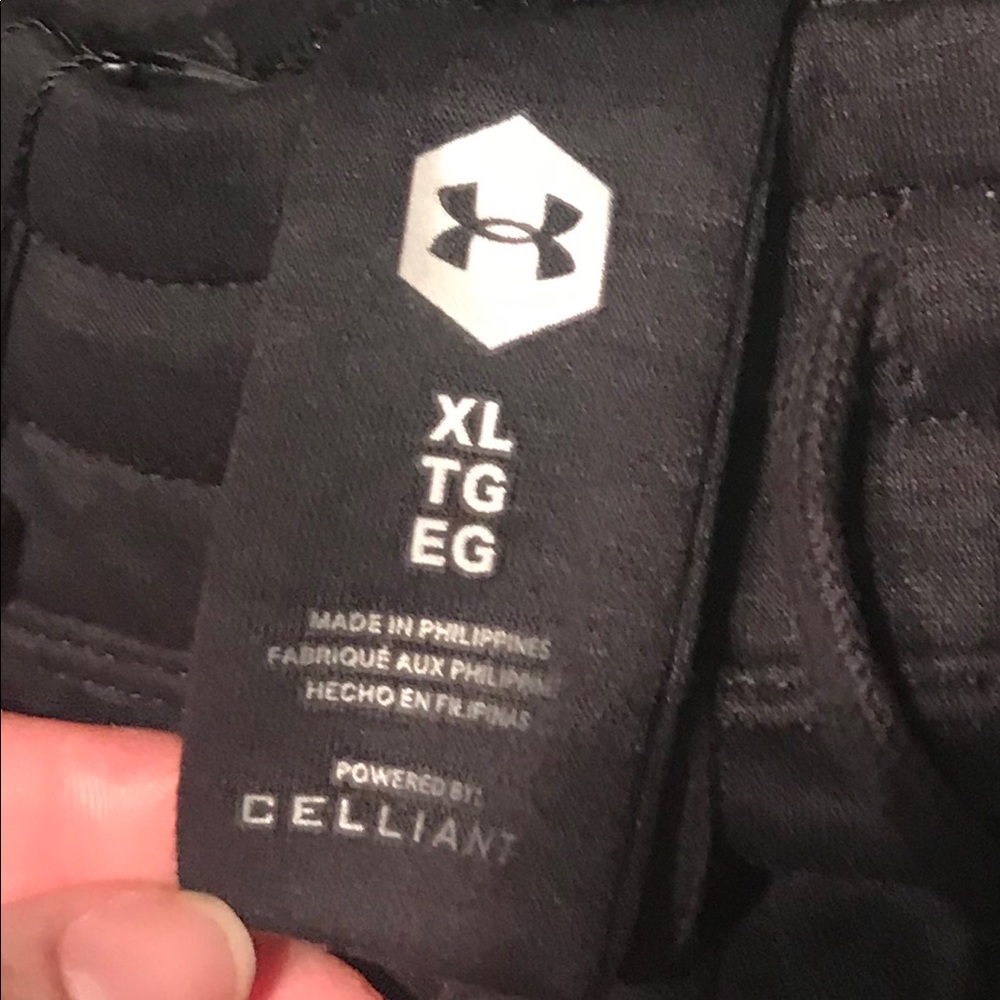 XL
TG
EG
MADE IN PHILIPPINES
FABRIQUÉ AUX PHILIPPINES
HECHO EN FILIPINAS
POWERED BY:
CELLIANT